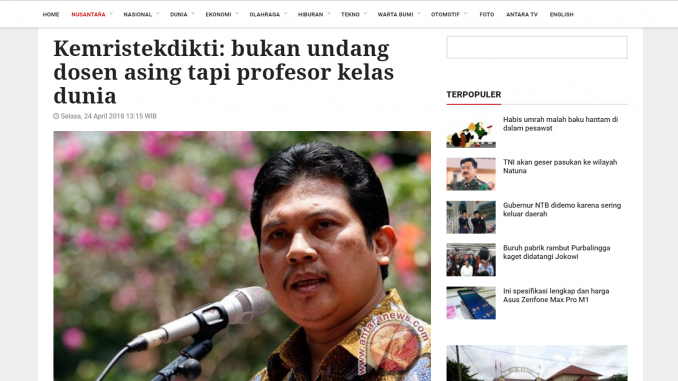 HOME NUSANTARA NASIONAL DUNIA EKONOMI OLAHRAGA HIBURAN TEKNO WARTA BUMI OTOMOTIF FOTO ANTARA TV ENGLISH
Kemristekdikti: bukan undang
dosen asing tapi profesor kelas
dunia
Selasa, 24 April 2018 13:15 WIB
www.antaranews.com
TERPOPULER
Habis umrah malah baku hantam di
dalam pesawat
TNI akan geser pasukan ke wilayah
Natuna
Gubernur NTB didemo karena sering
keluar daerah
Buruh pabrik rambut Purbalingga
kaget didatangi Jokowi
Ini spesifikasi lengkap dan harga
Asus Zenfone Max Pro M1